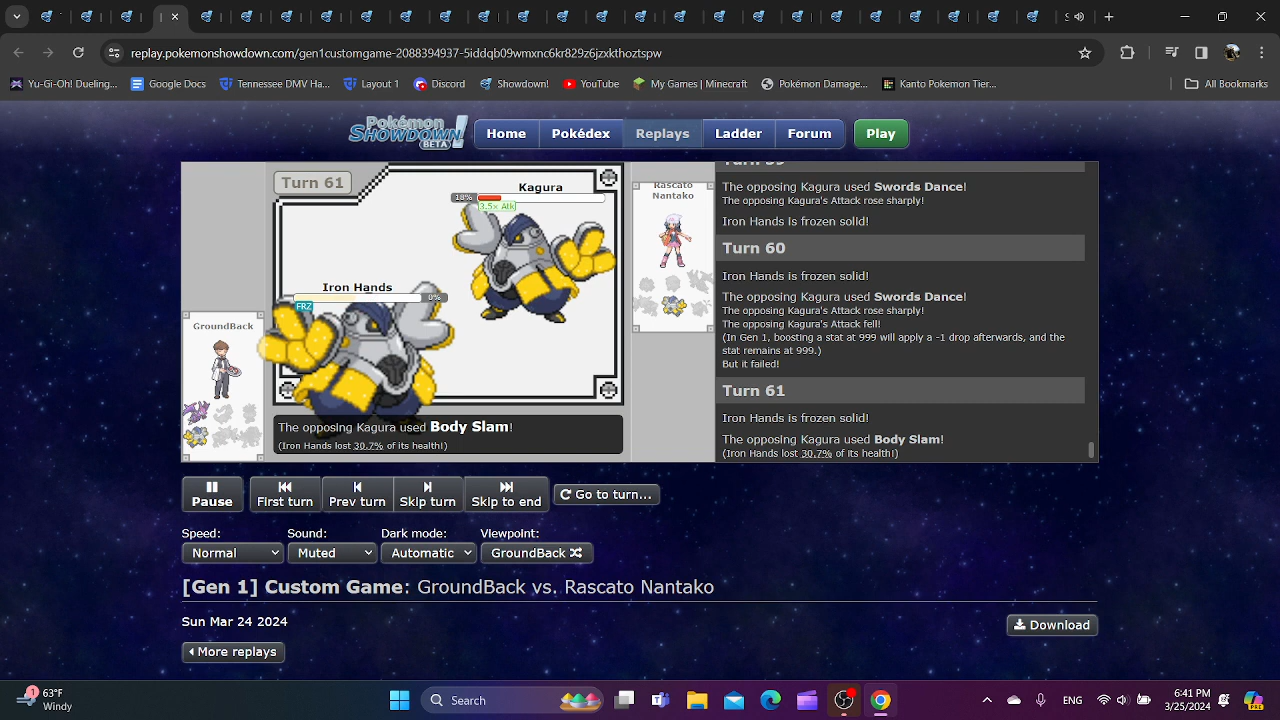 replay.pokemonshowdown.com/gen1customgame-2088394937-5iddqb09wmxnc6kr829z6jzxkthoztspw
Yu-Gi-Oh! Dueling...
Google Docs
Tennessee DMV Ha...
Layout 1
Discord
Showdown!
YouTube
My Games | Minecraft
Pokémon Damage...
Kanto Pokemon Tier...
All Bookmarks
Pokémon
SHOWDOWN!
BETA
Home
Pokédex
Replays
Ladder
Forum
Play
Turn 61
Kagura
18%
3.5× Atk
Iron Hands
0%
FRZ
GroundBack
Rascato
Nantako
The opposing Kagura used Body Slam!
(Iron Hands lost 30.7% of its health!)
Turn 59
The opposing Kagura used Swords Dance!
The opposing Kagura's Attack rose sharply!
Iron Hands is frozen solid!
Turn 60
Iron Hands is frozen solid!
The opposing Kagura used Swords Dance!
The opposing Kagura's Attack rose sharply!
The opposing Kagura's Attack fell!
(In Gen 1, boosting a stat at 999 will apply a -1 drop afterwards, and the
stat remains at 999.)
But it failed!
Turn 61
Iron Hands is frozen solid!
The opposing Kagura used Body Slam!
(Iron Hands lost 30.7% of its health!)
Pause
First turn
Prev turn
Skip turn
Skip to end
Go to turn...
Speed:
Sound:
Dark mode:
Viewpoint:
Normal
Muted
Automatic
GroundBack
[Gen 1] Custom Game: GroundBack vs. Rascato Nantako
Sun Mar 24 2024
Download
More replays
1
63°F
Windy
Search
ENG
6:41 PM
3/25/2024
PRE